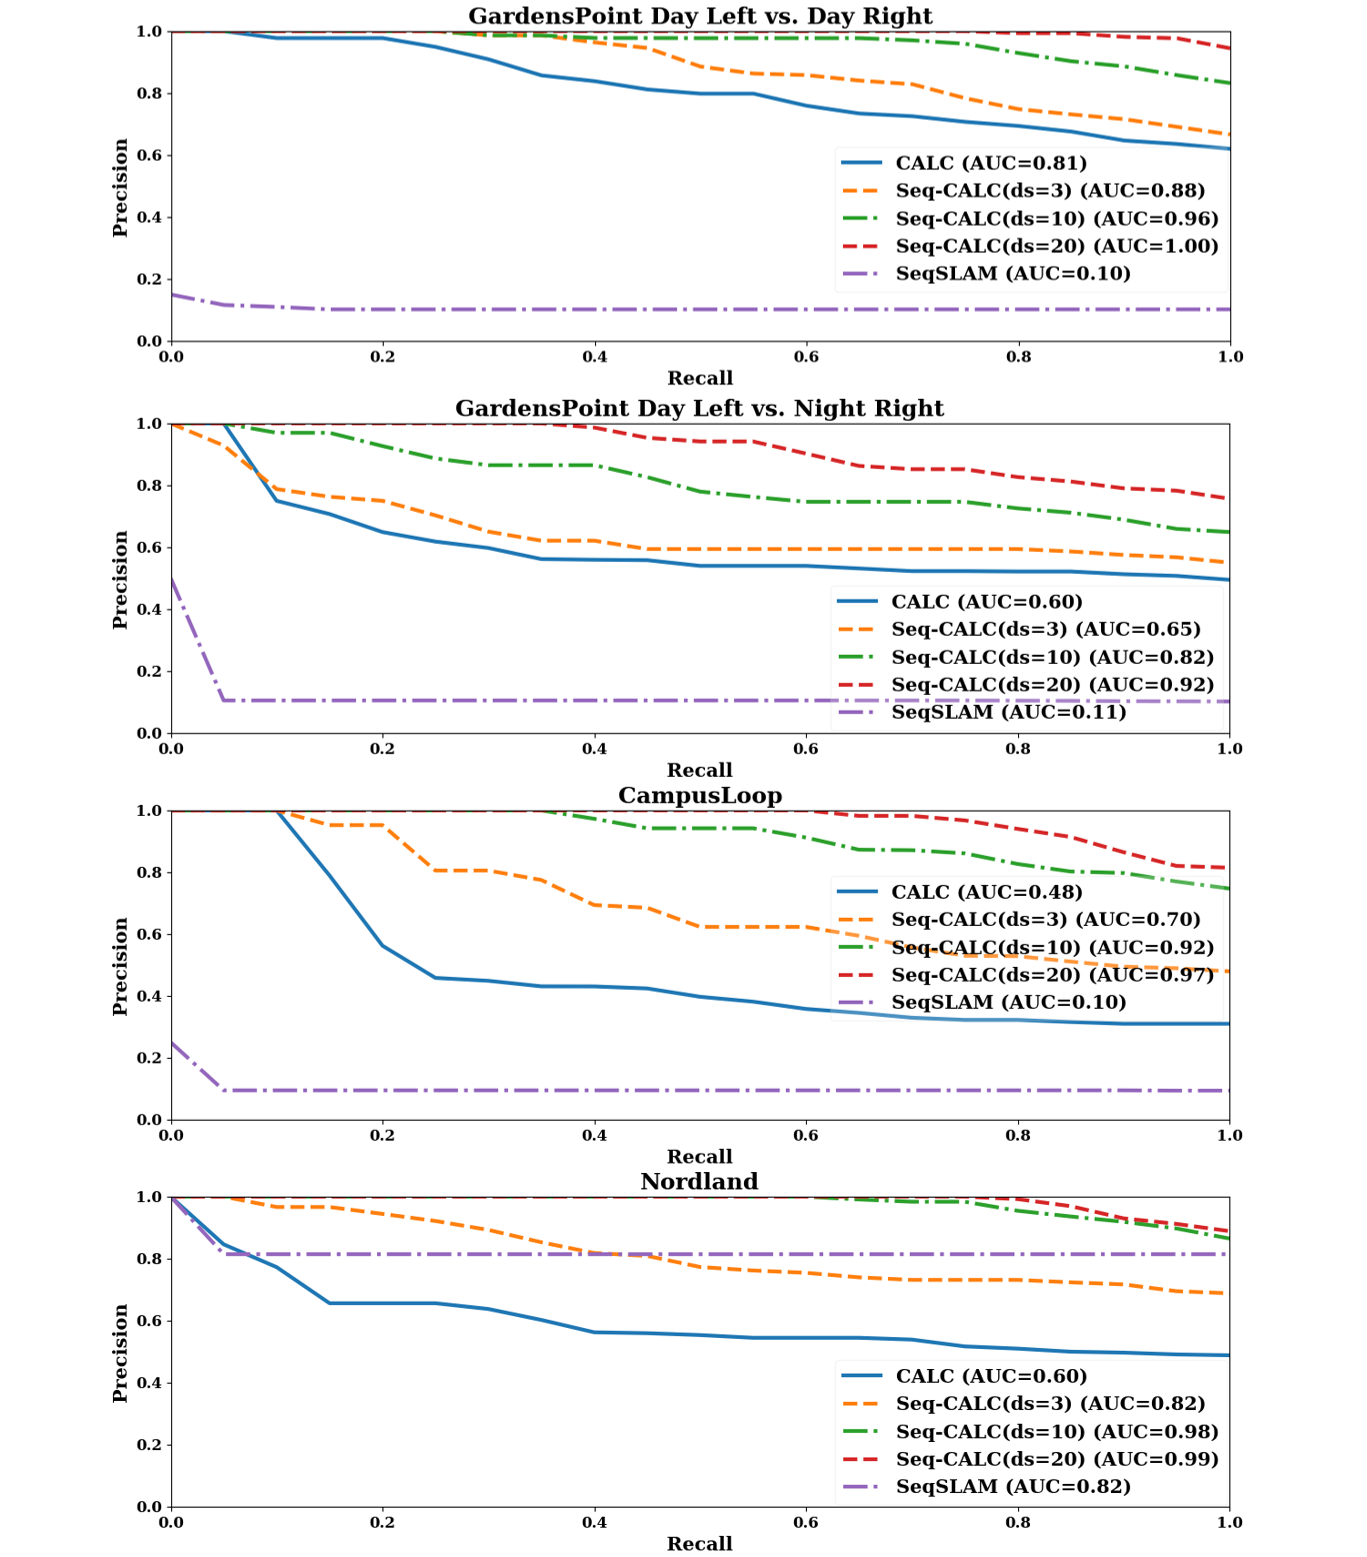 GardensPoint Day Left vs. Day Right
1.0
0.8
0.6
0.4
0.2
0.0
Precision
CALC (AUC=0.81)
Seq-CALC(ds=3) (AUC=0.88)
Seq-CALC(ds=10) (AUC=0.96)
Seq-CALC(ds=20) (AUC=1.00)
SeqSLAM (AUC=0.10)
0.0 0.2 0.4 0.6 0.8 1.0
Recall
GardensPoint Day Left vs. Night Right
1.0
0.8
0.6
0.4
0.2
0.0
Precision
CALC (AUC=0.60)
Seq-CALC(ds=3) (AUC=0.65)
Seq-CALC(ds=10) (AUC=0.82)
Seq-CALC(ds=20) (AUC=0.92)
SeqSLAM (AUC=0.11)
0.0 0.2 0.4 0.6 0.8 1.0
Recall
CampusLoop
1.0
0.8
0.6
0.4
0.2
0.0
Precision
CALC (AUC=0.48)
Seq-CALC(ds=3) (AUC=0.70)
Seq-CALC(ds=10) (AUC=0.92)
Seq-CALC(ds=20) (AUC=0.97)
SeqSLAM (AUC=0.10)
0.0 0.2 0.4 0.6 0.8 1.0
Recall
Nordland
1.0
0.8
0.6
0.4
0.2
0.0
Precision
CALC (AUC=0.60)
Seq-CALC(ds=3) (AUC=0.82)
Seq-CALC(ds=10) (AUC=0.98)
Seq-CALC(ds=20) (AUC=0.99)
SeqSLAM (AUC=0.82)
0.0 0.2 0.4 0.6 0.8 1.0
Recall